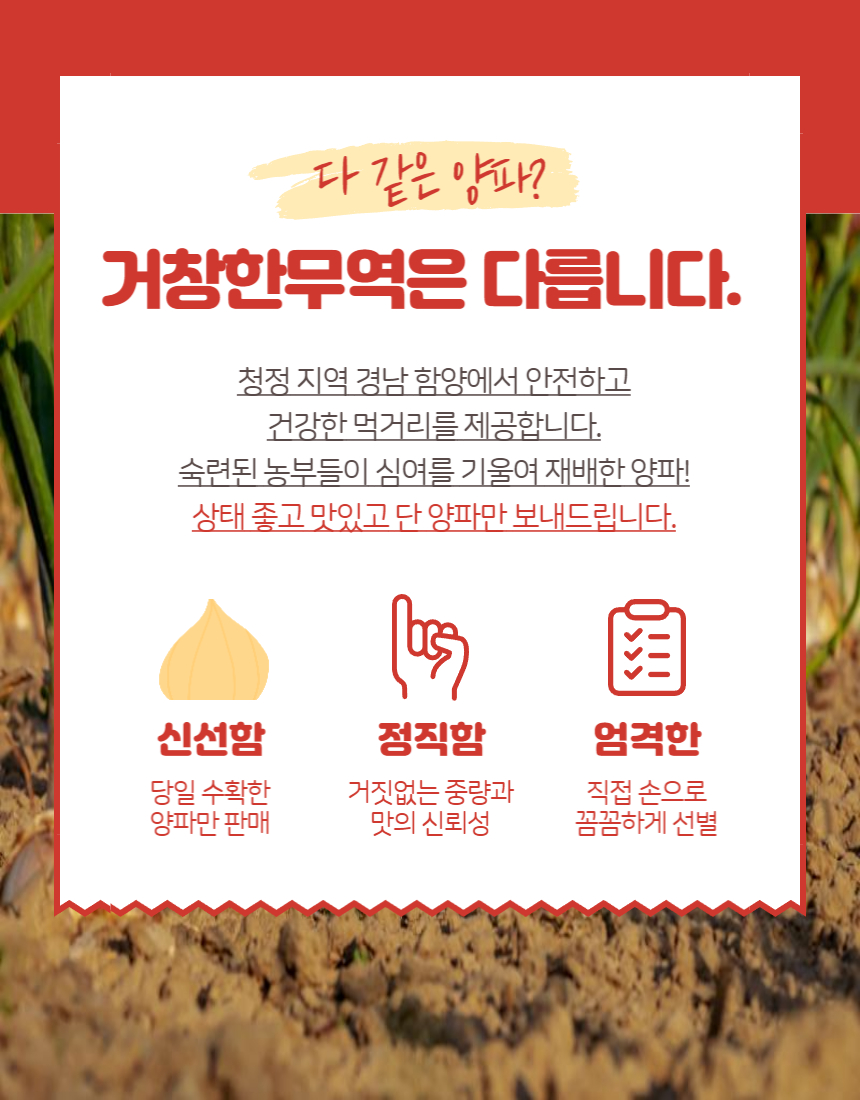 다 같은 양파?
거창한무역은 다릅니다.
청정 지역 경남 함양에서 안전하고
건강한 먹거리를 제공합니다.
숙련된 농부들이 심여를 기울여 재배한 양파!
상태 좋고 맛있고 단 양파만 보내드립니다.
신선함
정직함
엄격한
당일 수확한
양파만 판매
거짓없는 중량과
맛의 신뢰성
직접 손으로
꼼꼼하게 선별